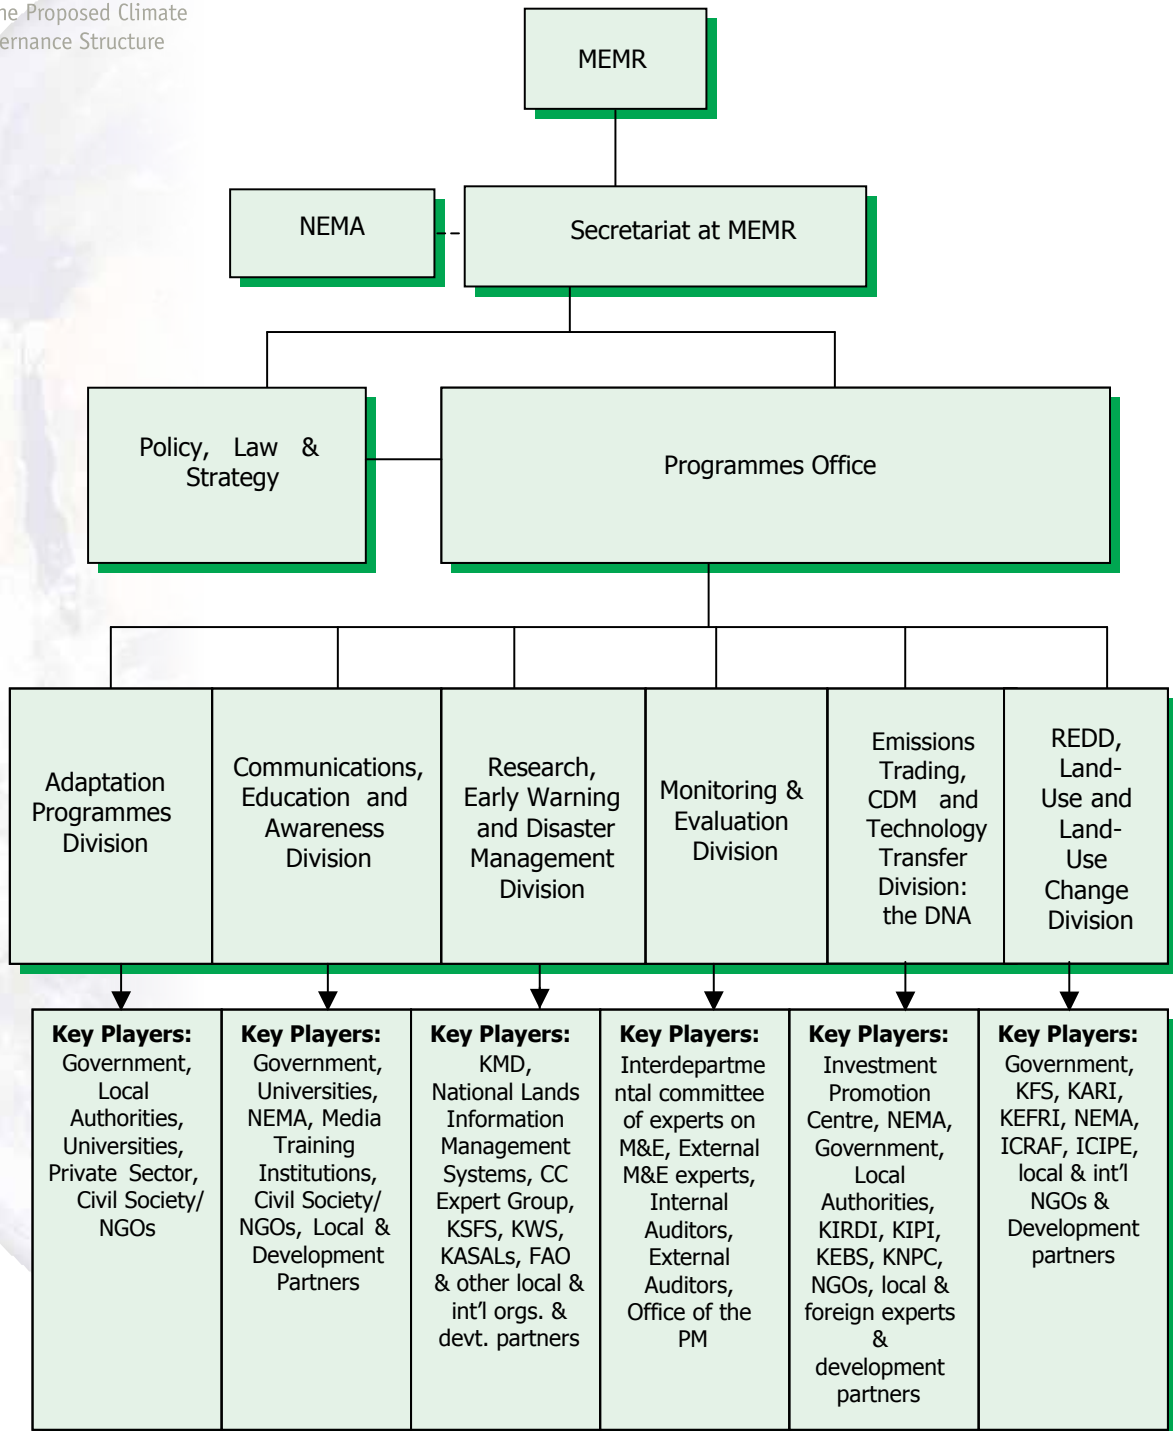 ne Proposed Climate
ernance Structure
MEMR
NEMA
Secretariat at MEMR
Policy, Law &
Strategy
Programmes Office
Adaptation
Programmes
Division
Communications,
Education and
Awareness
Division
Research,
Early Warning
and Disaster
Management
Division
Monitoring &
Evaluation
Division
Emissions
Trading,
CDM and
Technology
Transfer
Division:
the DNA
REDD,
Land-
Use and
Land-
Use
Change
Division
Key Players:
Government,
Local
Authorities,
Universities,
Private Sector,
Civil Society/
NGOs
Key Players:
Government,
Universities,
NEMA, Media
Training
Institutions,
Civil Society/
NGOs, Local &
Development
Partners
Key Players:
KMD,
National Lands
Information
Management
Systems, CC
Expert Group,
KSFS, KWS,
KASALs, FAO
& other local &
int'l orgs. &
devt. partners
Key Players:
Interdepartme
ntal committee
of experts on
M&E, External
M&E experts,
Internal
Auditors,
External
Auditors,
Office of the
PM
Key Players:
Investment
Promotion
Centre, NEMA,
Government,
Local
Authorities,
KIRDI, KIPI,
KEBS, KNPC,
NGOs, local &
foreign experts
&
development
partners
Key Players:
Government,
KFS, KARI,
KEFRI, NEMA,
ICRAF, ICIPE,
local & int'l
NGOs &
Development
partners